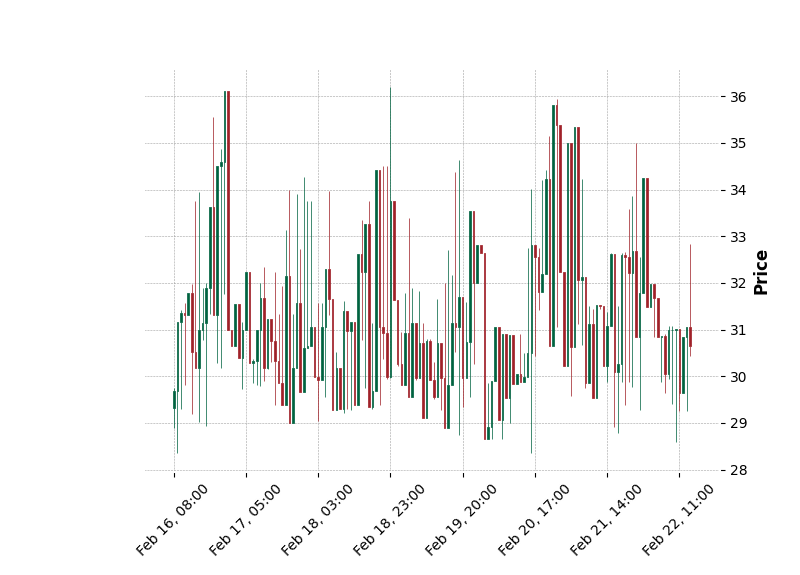 36
35
34
33
32
31
30
29
28
Price
Feb 16, 08:00
Feb 17, 05:00
Feb 18, 03:00
Feb 18, 23:00
Feb 19, 20:00
Feb 20, 17:00
Feb 21, 14:00
Feb 22, 11:00